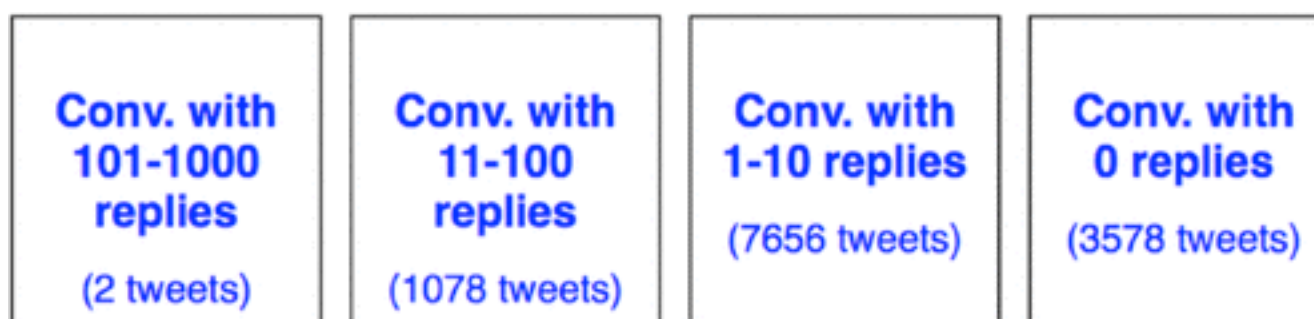 Conv. with
101-1000
replies
(2 tweets)
Conv. with
11-100
replies
(1078 tweets)
Conv. with
1-10 replies
(7656 tweets)
Conv. with
0 replies
(3578 tweets)